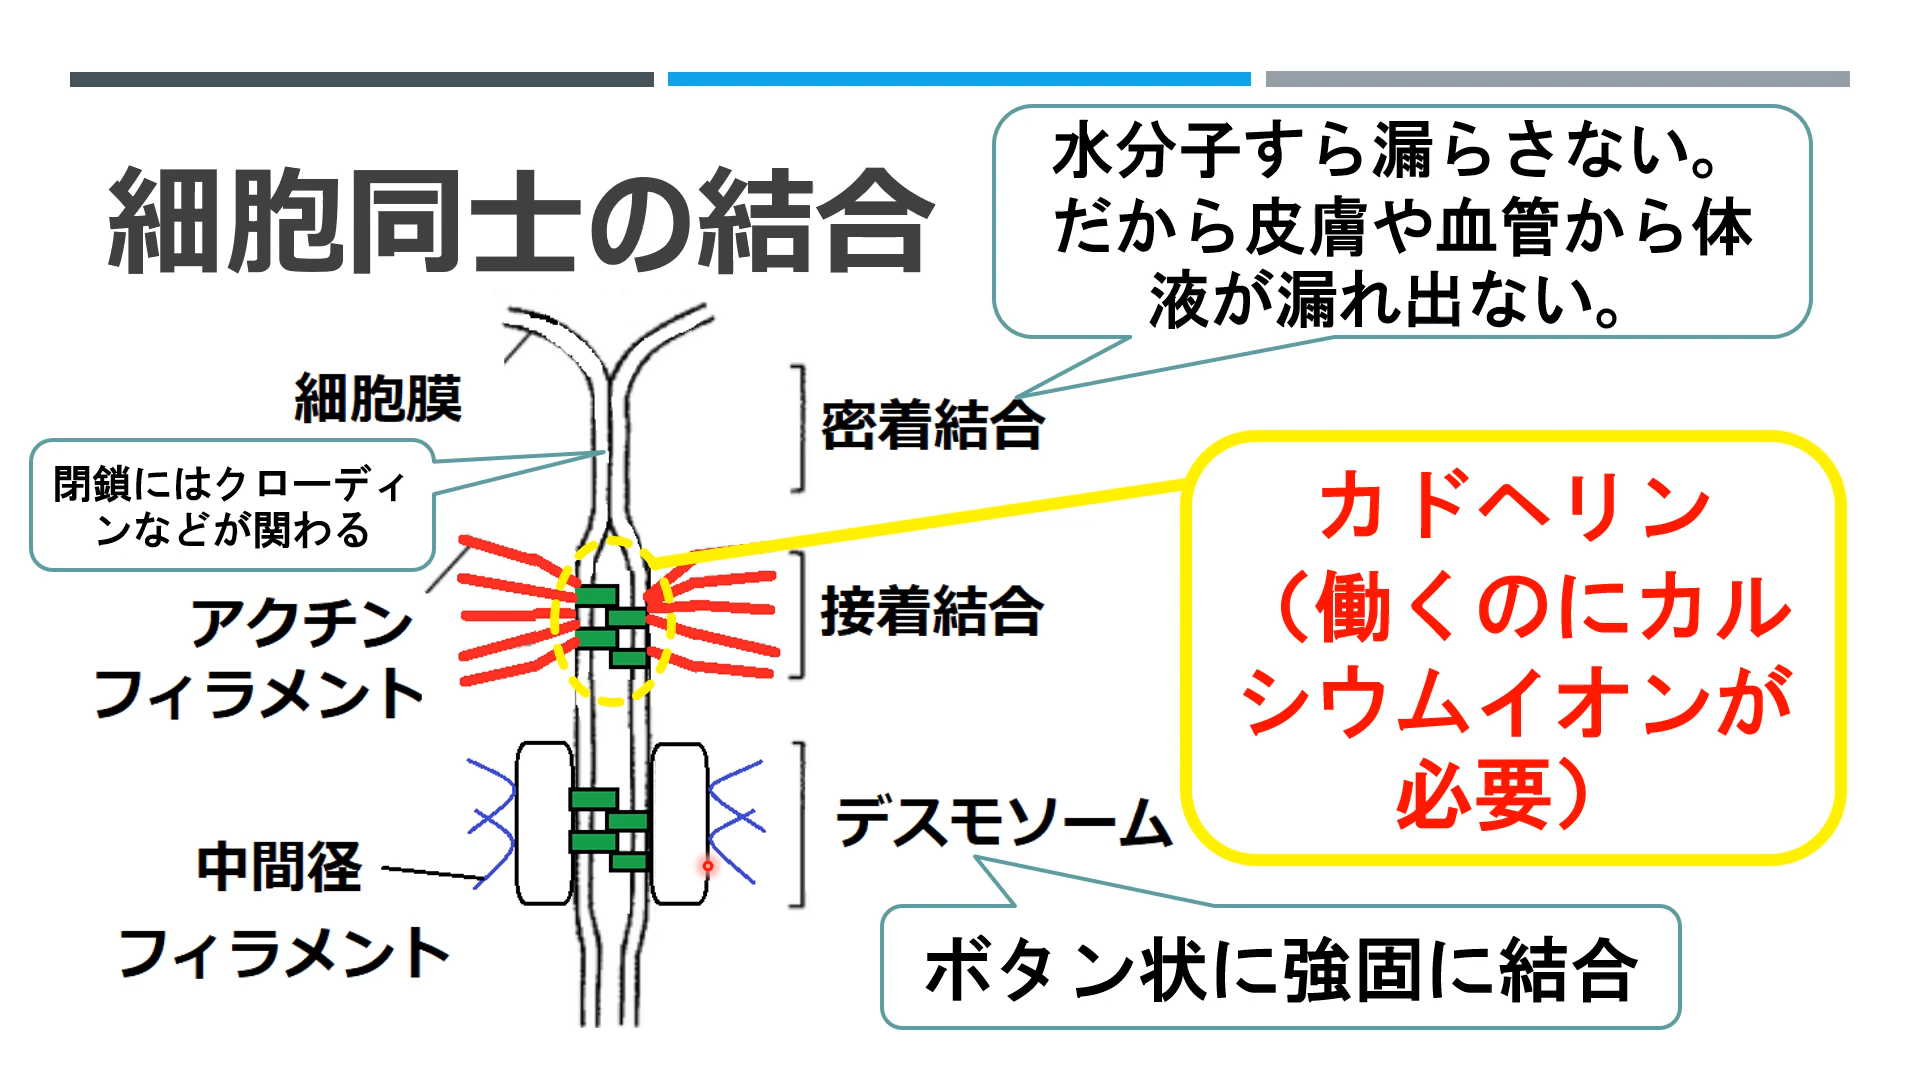 細胞同士の結合
水分子すら漏らさない。
だから皮膚や血管から体
液が漏れ出ない。
細胞膜
密着結合
閉鎖にはクローディ
ンなどが関わる
カドヘリン
（働くのにカル
シウムイオンが
必要）
アクチン
フィラメント
接着結合
デスモソーム
中間径
フィラメント
ボタン状に強固に結合